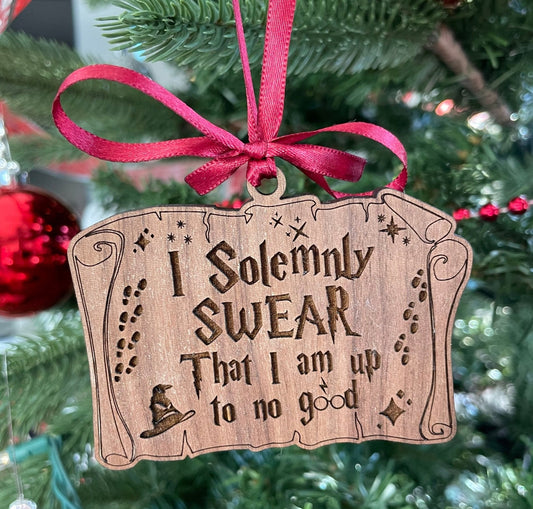 I Solemnly
SWEAR
That I am up
to no good